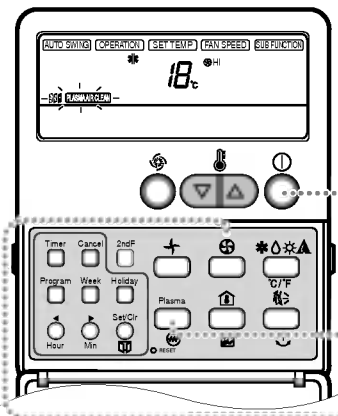 AUTO SWING OPERATION SET TEMP FAN SPEED SUB FUNCTION
HI
18°c
PLASMA AIR CLEAN
Timer Cancel 2ndF
Program Week Holiday
°C/°F
Plasma
Set/Clr
Hour Min
RESET